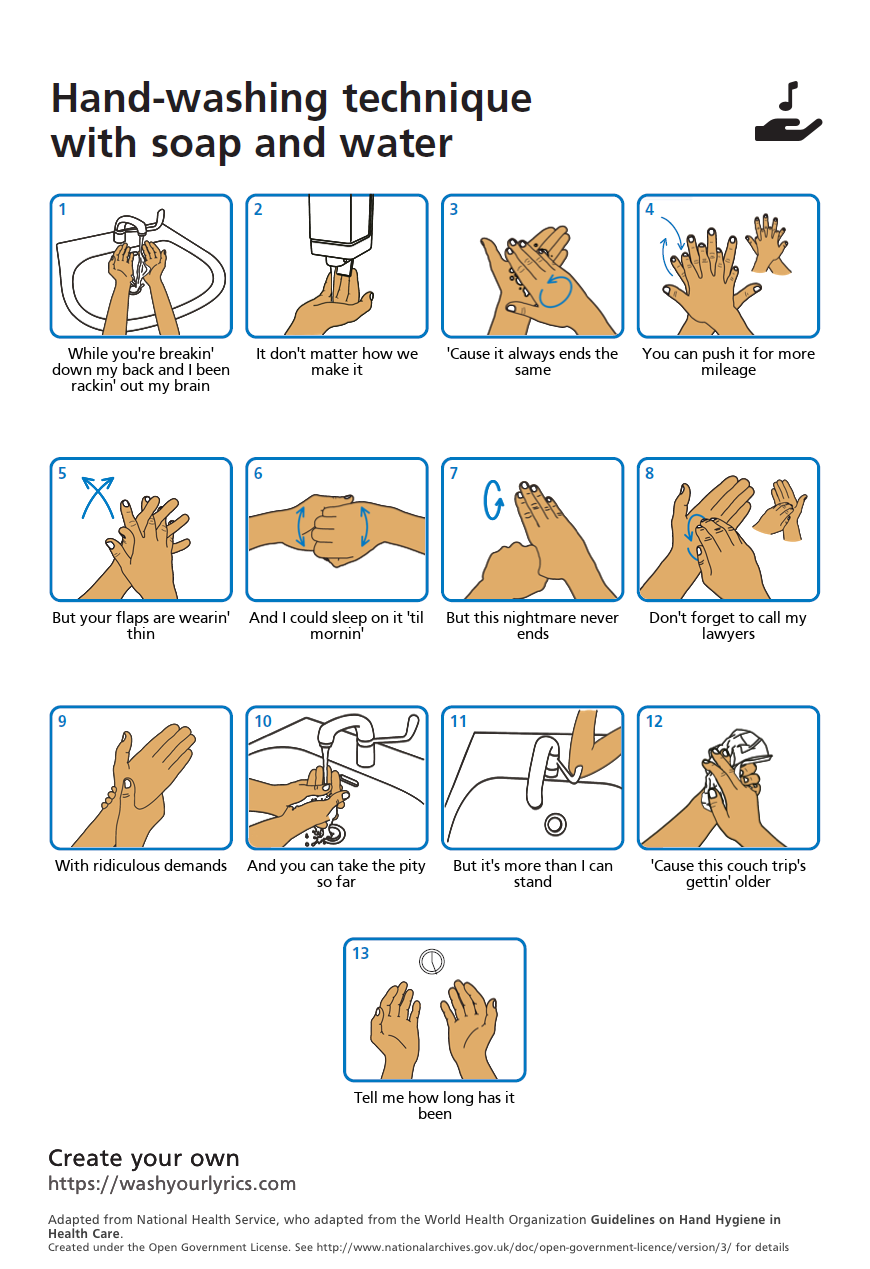 Hand-washing technique
with soap and water
1
While you're breakin'
down my back and I been
rackin' out my brain
2
It don't matter how we
make it
3
'Cause it always ends the
same
4
You can push it for more
mileage
5
But your flaps are wearin'
thin
6
And I could sleep on it 'til
mornin'
7
But this nightmare never
ends
8
Don't forget to call my
lawyers
9
With ridiculous demands
10
And you can take the pity
so far
11
But it's more than I can
stand
12
'Cause this couch trip's
gettin' older
13
Tell me how long has it
been
Create your own
https://washyourlyrics.com
Adapted from National Health Service, who adapted from the World Health Organization Guidelines on Hand Hygiene in
Health Care.
Created under the Open Government License. See http://www.nationalarchives.gov.uk/doc/open-government-licence/version/3/ for details